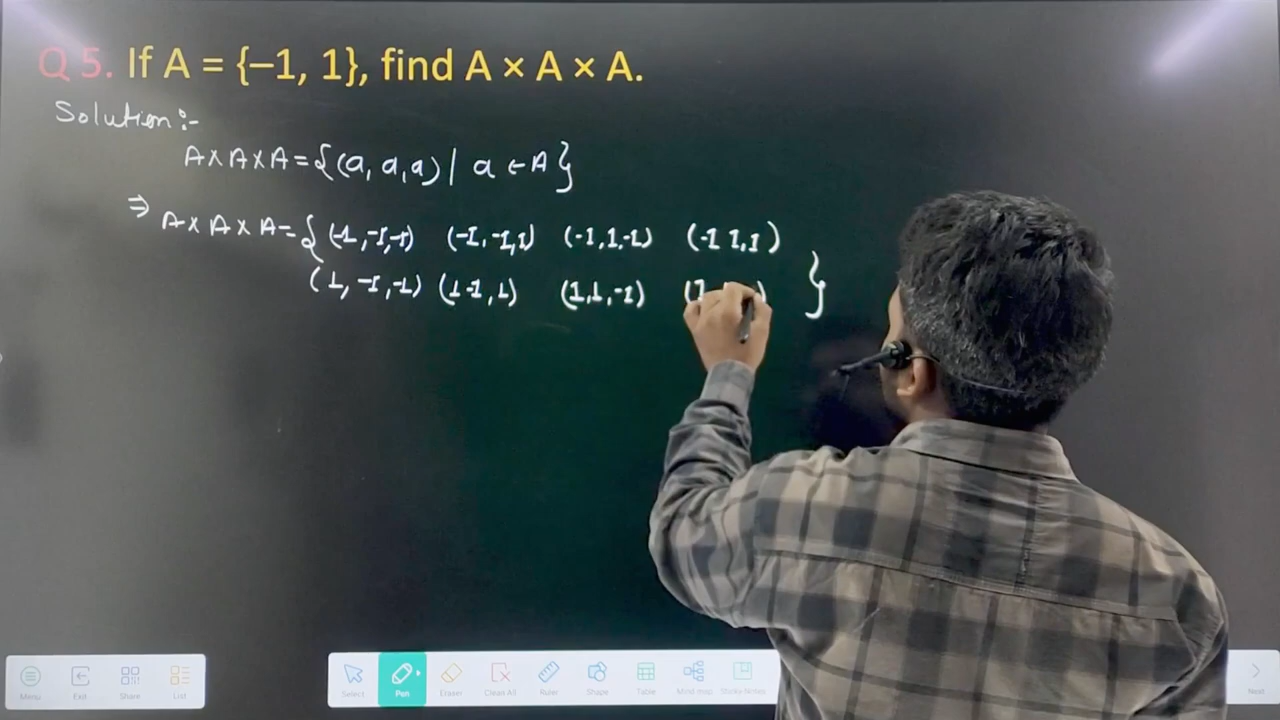 Q 5. If A = {–1, 1}, find A × A × A.
Solution:-
A×A×A={(a, a,a) | a ∈ A}
⇒ A×A×A={(-1,-1,-1) (-1,-1,1) (-1,1,-1) (-1 1,1)
(1,-1,-1) (1 -1,1) (1,1,-1) }
Menu Exit Share List Select Pen Eraser Clean All Ruler Shape Table Mind map Sticky Notes Next